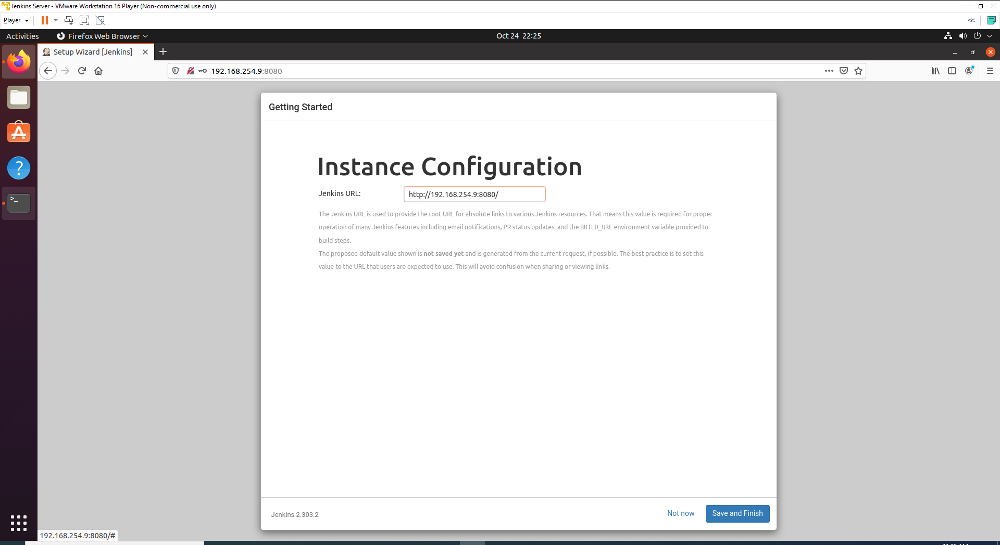 Jenkins Server - VMware Workstation 16 Player (Non-commercial use only)
Player
Activities
Firefox Web Browser
Oct 24 22:25
Setup Wizard [Jenkins]
192.168.254.9:8080
Getting Started
Instance Configuration
Jenkins URL:
http://192.168.254.9:8080/
The Jenkins URL is used to provide the root URL for absolute links to various Jenkins resources. That means this value is required for proper
operation of many Jenkins features including email notifications, PR status updates, and the BUILD_URL environment variable provided to
build steps.
The proposed default value shown is not saved yet and is generated from the current request, if possible. The best practice is to set this
value to the URL that users are expected to use. This will avoid confusion when sharing or viewing links.
Jenkins 2.303.2
Not now
Save and Finish
192.168.254.9:8080/#